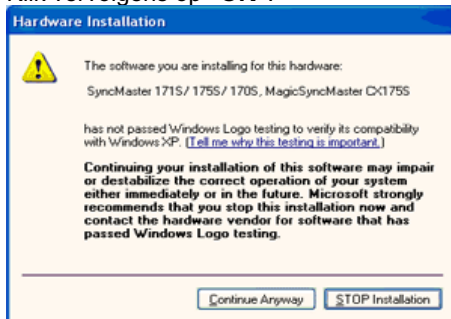 Hardware Installation
The software you are installing for this hardware:
SyncMaster 171S/ 175S/ 170S, MagicSyncMaster CX175S
has not passed Windows Logo testing to verify its compatibility
with Windows XP. (Tell me why this testing is important.)
Continuing your installation of this software may impair
or destabilize the correct operation of your system
either immediately or in the future. Microsoft strongly
recommends that you stop this installation now and
contact the hardware vendor for software that has
passed Windows Logo testing.
Continue Anyway
STOP Installation